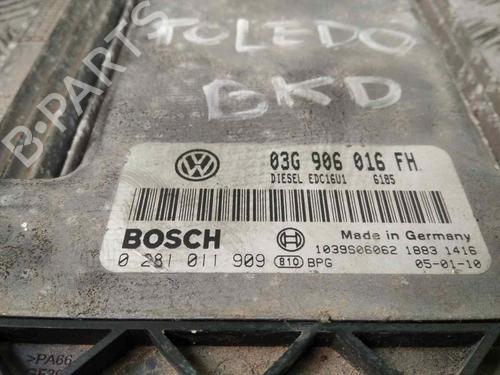 TOLEDO
BKD
B-PARTS
03G 906 016 FH
DIESEL EDC16U1 6185
BOSCH
Made in Germany
1039S06062 1883 1416
0 281 011 909 810 BPG 05-01-10
>PA66